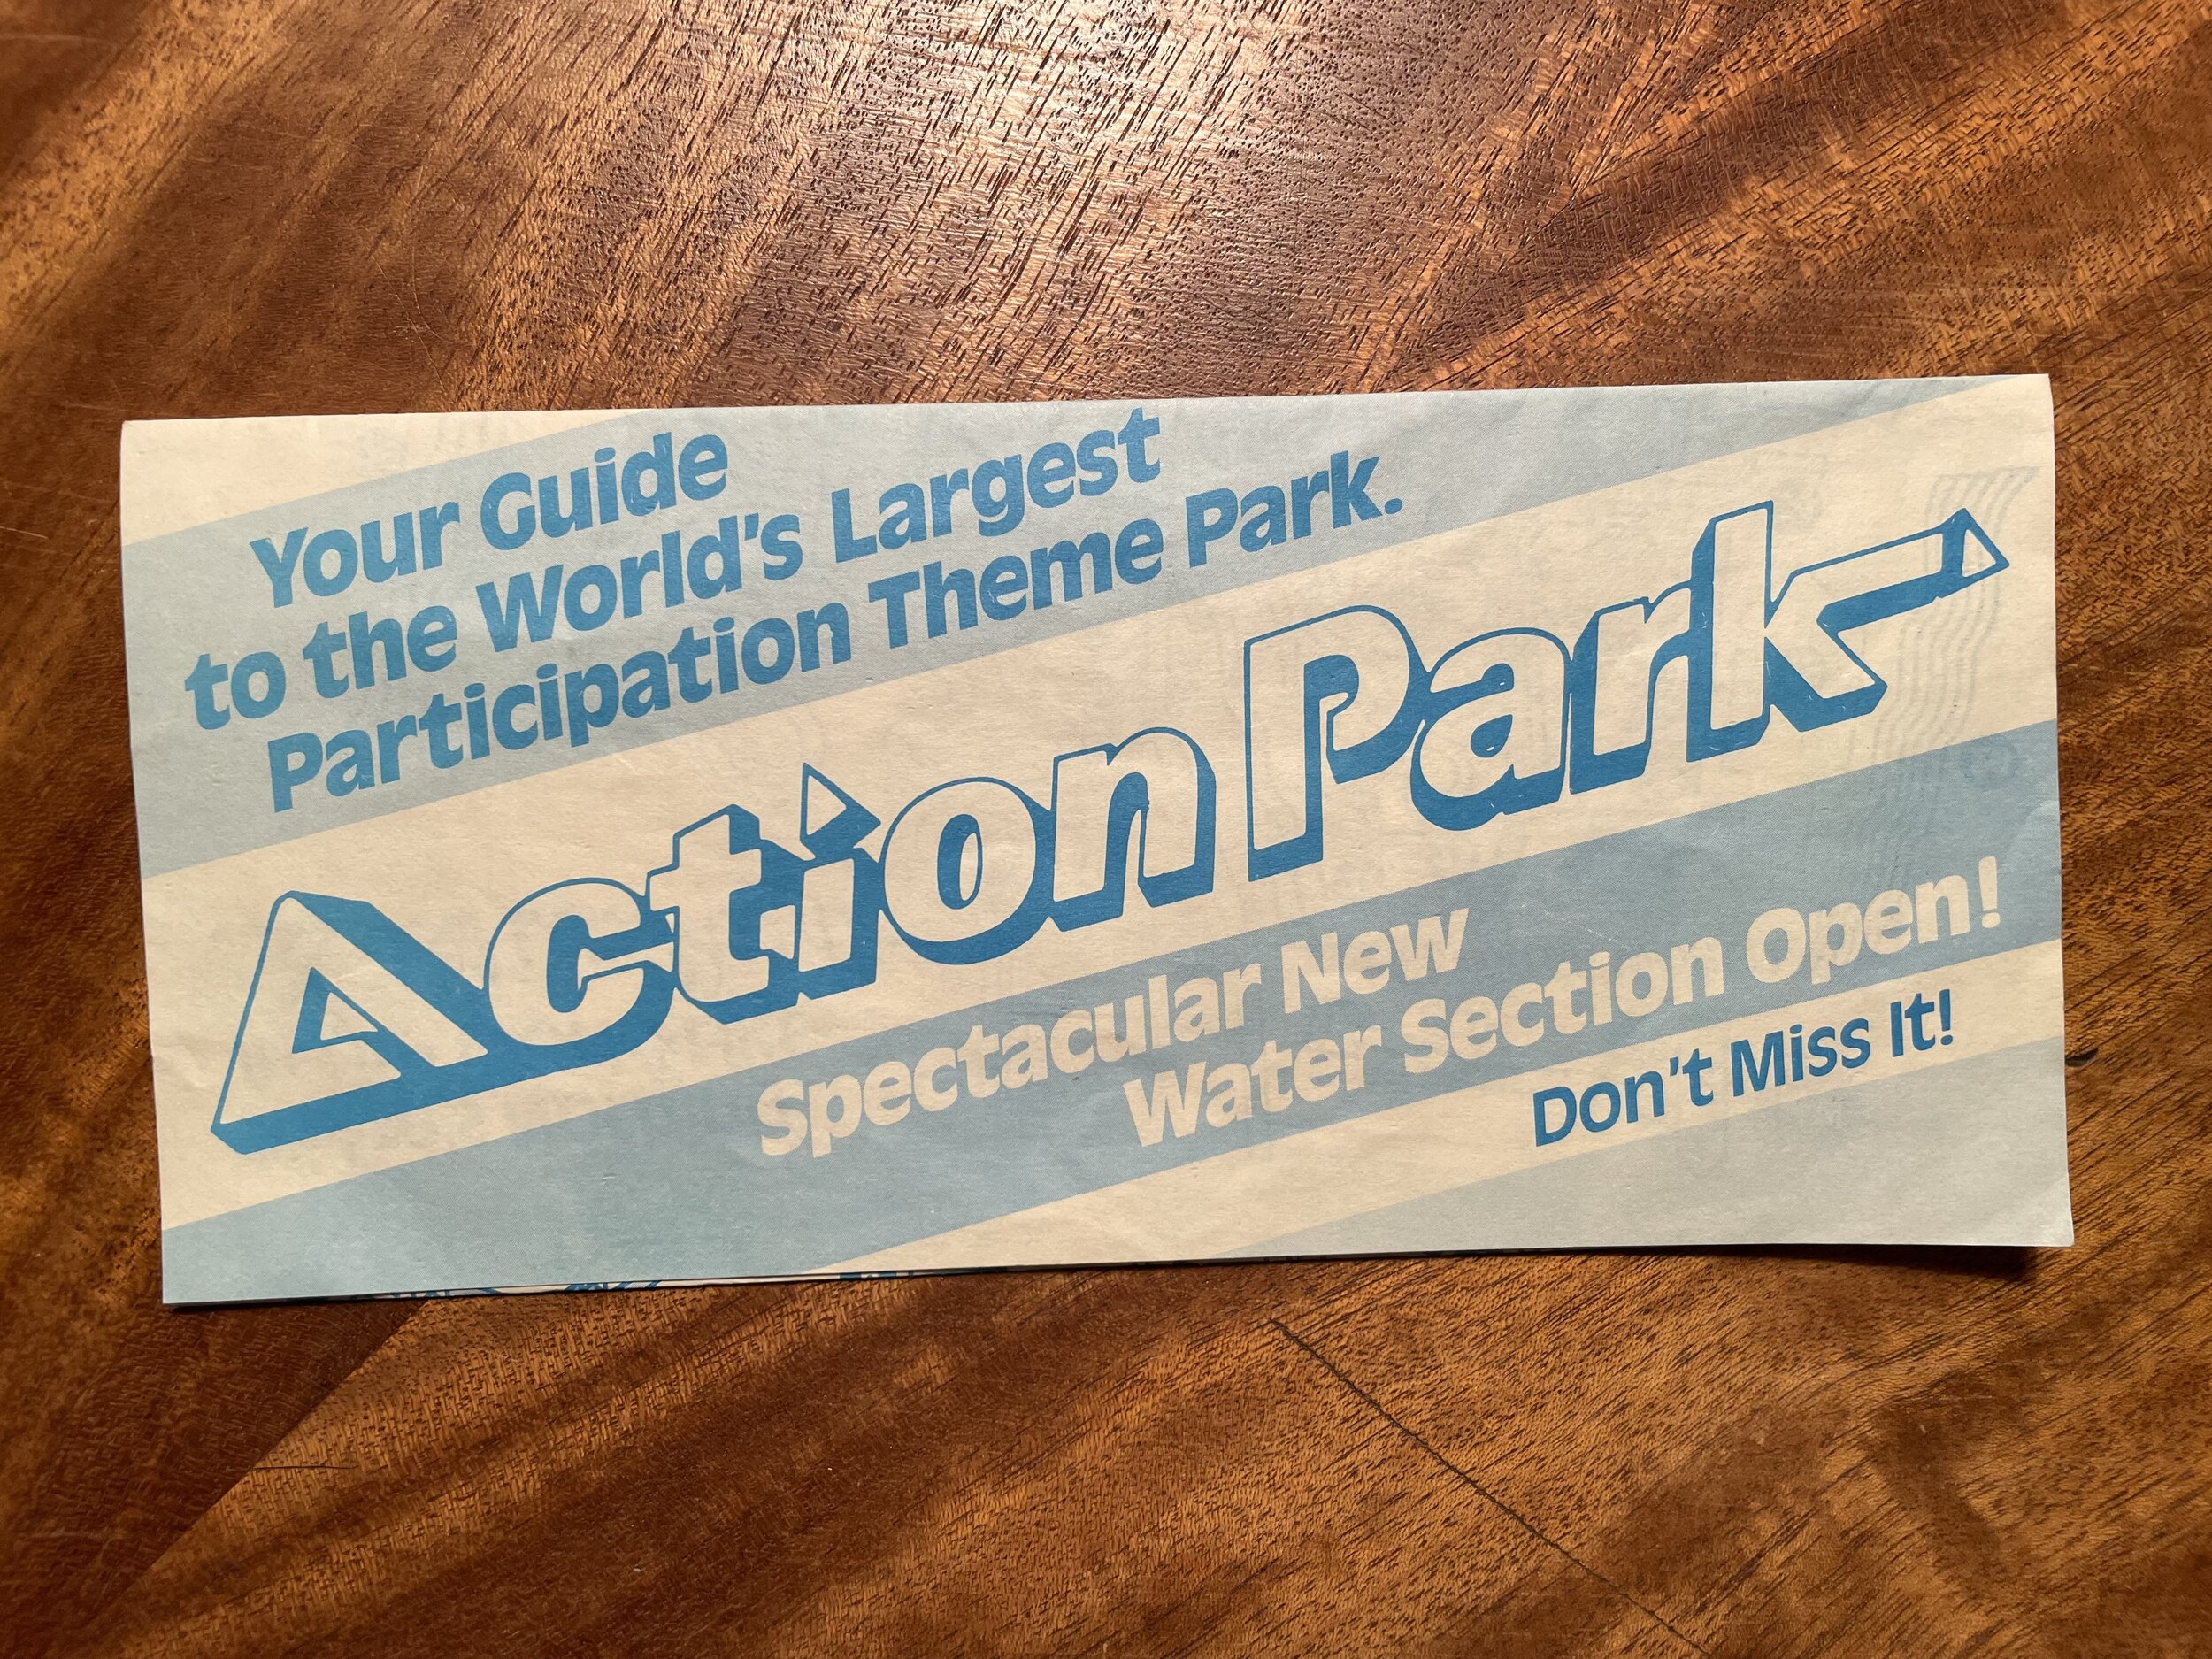 Your Guide
to the World's Largest
Participation Theme Park.
Action Park
Spectacular New
Water Section Open!
Don't Miss It!